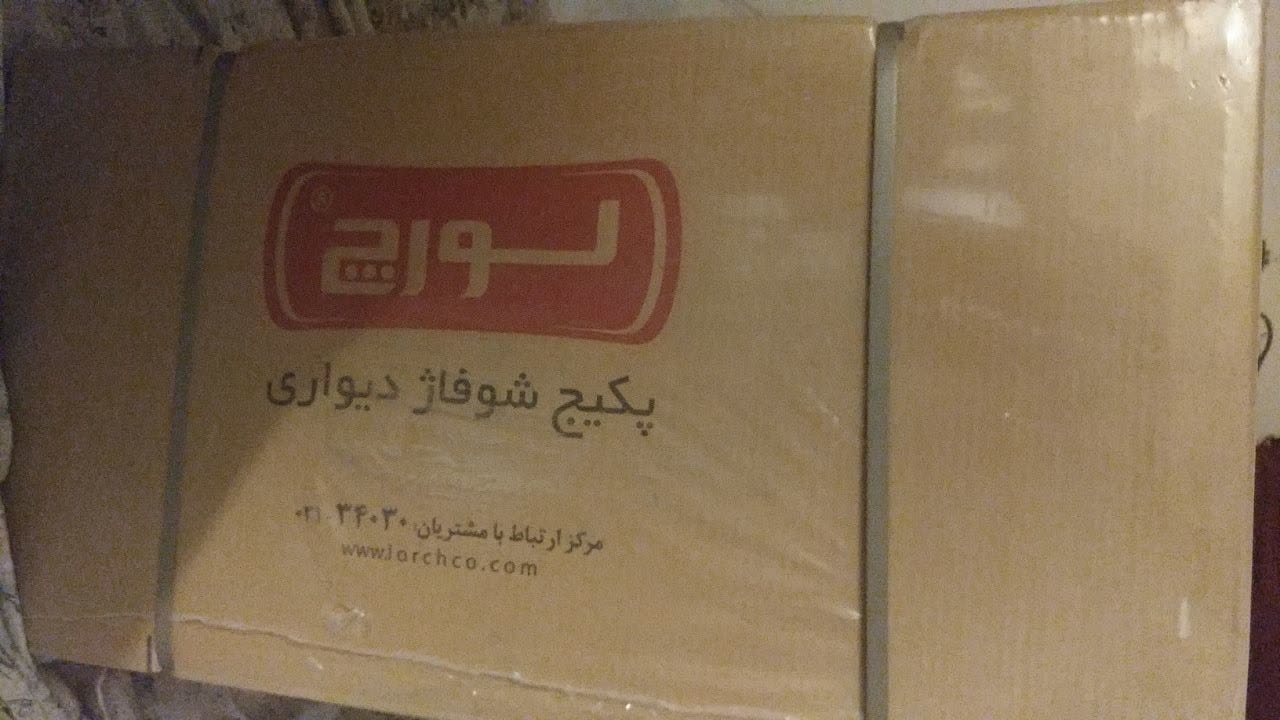 لورچ®
پکیج شوفاژ دیواری
مرکز ارتباط با مشتریان: ۳۴۰۳۰-۰۲۱
www.lorchco.com